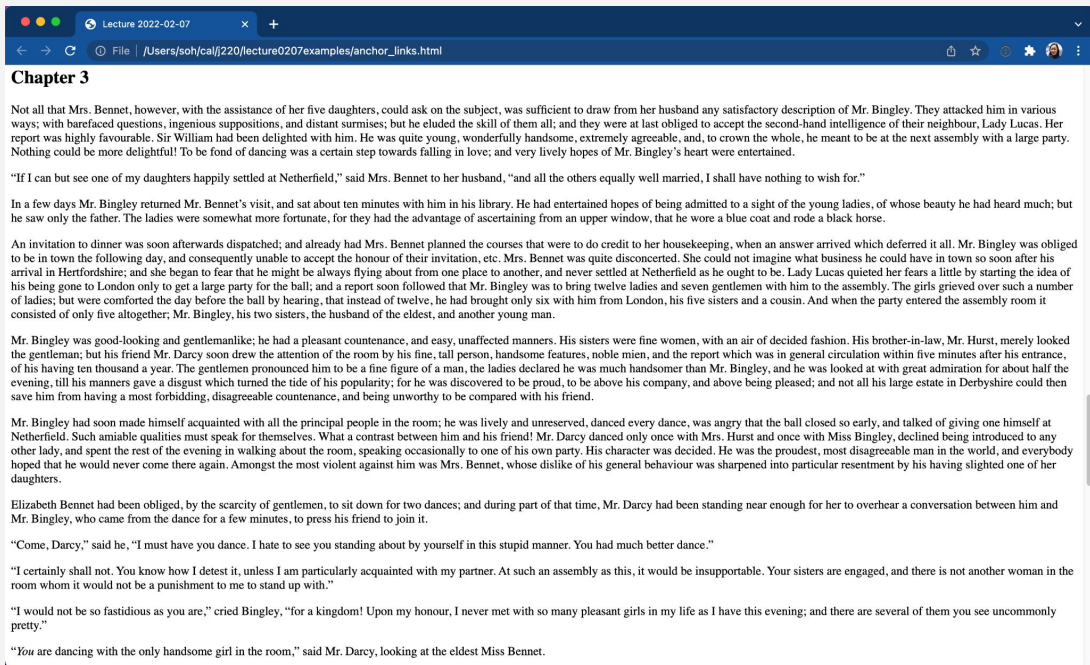 Lecture 2022-02-07
File | /Users/soh/cal/j220/lecture0207examples/anchor_links.html
Chapter 3
Not all that Mrs. Bennet, however, with the assistance of her five daughters, could ask on the subject, was sufficient to draw from her husband any satisfactory description of Mr. Bingley. They attacked him in various
ways; with barefaced questions, ingenious suppositions, and distant surmises; but he eluded the skill of them all; and they were at last obliged to accept the second-hand intelligence of their neighbour, Lady Lucas. Her
report was highly favourable. Sir William had been delighted with him. He was quite young, wonderfully handsome, extremely agreeable, and, to crown the whole, he meant to be at the next assembly with a large party.
Nothing could be more delightful! To be fond of dancing was a certain step towards falling in love; and very lively hopes of Mr. Bingley’s heart were entertained.
“If I can but see one of my daughters happily settled at Netherfield,” said Mrs. Bennet to her husband, “and all the others equally well married, I shall have nothing to wish for.”
In a few days Mr. Bingley returned Mr. Bennet’s visit, and sat about ten minutes with him in his library. He had entertained hopes of being admitted to a sight of the young ladies, of whose beauty he had heard much; but
he saw only the father. The ladies were somewhat more fortunate, for they had the advantage of ascertaining from an upper window, that he wore a blue coat and rode a black horse.
An invitation to dinner was soon afterwards dispatched; and already had Mrs. Bennet planned the courses that were to do credit to her housekeeping, when an answer arrived which deferred it all. Mr. Bingley was obliged
to be in town the following day, and consequently unable to accept the honour of their invitation, etc. Mrs. Bennet was quite disconcerted. She could not imagine what business he could have in town so soon after his
arrival in Hertfordshire; and she began to fear that he might be always flying about from one place to another, and never settled at Netherfield as he ought to be. Lady Lucas quieted her fears a little by starting the idea of
his being gone to London only to get a large party for the ball; and a report soon followed that Mr. Bingley was to bring twelve ladies and seven gentlemen with him to the assembly. The girls grieved over such a number
of ladies; but were comforted the day before the ball by hearing, that instead of twelve, he had brought only six with him from London, his five sisters and a cousin. And when the party entered the assembly room it
consisted of only five altogether; Mr. Bingley, his two sisters, the husband of the eldest, and another young man.
Mr. Bingley was good-looking and gentlemanlike; he had a pleasant countenance, and easy, unaffected manners. His sisters were fine women, with an air of decided fashion. His brother-in-law, Mr. Hurst, merely looked
the gentleman; but his friend Mr. Darcy soon drew the attention of the room by his fine, tall person, handsome features, noble mien, and the report which was in general circulation within five minutes after his entrance,
of his having ten thousand a year. The gentlemen pronounced him to be a fine figure of a man, the ladies declared he was much handsomer than Mr. Bingley, and he was looked at with great admiration for about half the
evening, till his manners gave a disgust which turned the tide of his popularity; for he was discovered to be proud, to be above his company, and above being pleased; and not all his large estate in Derbyshire could then
save him from having a most forbidding, disagreeable countenance, and being unworthy to be compared with his friend.
Mr. Bingley had soon made himself acquainted with all the principal people in the room; he was lively and unreserved, danced every dance, was angry that the ball closed so early, and talked of giving one himself at
Netherfield. Such amiable qualities must speak for themselves. What a contrast between him and his friend! Mr. Darcy danced only once with Mrs. Hurst and once with Miss Bingley, declined being introduced to any
other lady, and spent the rest of the evening in walking about the room, speaking occasionally to one of his own party. His character was decided. He was the proudest, most disagreeable man in the world, and everybody
hoped that he would never come there again. Amongst the most violent against him was Mrs. Bennet, whose dislike of his general behaviour was sharpened into particular resentment by his having slighted one of her
daughters.
Elizabeth Bennet had been obliged, by the scarcity of gentlemen, to sit down for two dances; and during part of that time, Mr. Darcy had been standing near enough for her to overhear a conversation between him and
Mr. Bingley, who came from the dance for a few minutes, to press his friend to join it.
“Come, Darcy,” said he, “I must have you dance. I hate to see you standing about by yourself in this stupid manner. You had much better dance.”
“I certainly shall not. You know how I detest it, unless I am particularly acquainted with my partner. At such an assembly as this, it would be insupportable. Your sisters are engaged, and there is not another woman in the
room whom it would not be a punishment to me to stand up with.”
“I would not be so fastidious as you are,” cried Bingley, “for a kingdom! Upon my honour, I never met with so many pleasant girls in my life as I have this evening; and there are several of them you see uncommonly
pretty.”
“You are dancing with the only handsome girl in the room,” said Mr. Darcy, looking at the eldest Miss Bennet.